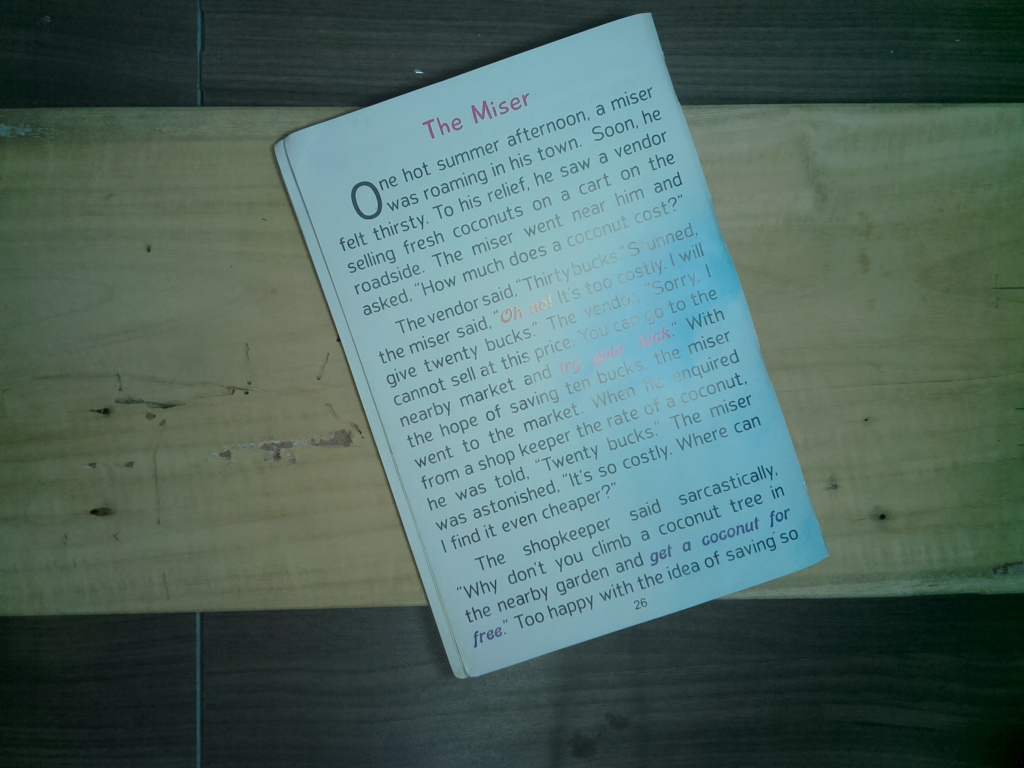 The Miser
One hot summer afternoon, a miser
was roaming in his town. Soon, he
felt thirsty. To his relief, he saw a vendor
selling fresh coconuts on a cart on the
roadside. The miser went near him and
asked, "How much does a coconut cost?"
The vendor said, "Thirty bucks." Stunned,
the miser said, "Oh no! It's too costly. I will
give twenty bucks." The vendor, "Sorry, I
cannot sell at this price. You can go to the
nearby market and try your luck." With
the hope of saving ten bucks, the miser
went to the market. When he enquired
from a shop keeper the rate of a coconut,
he was told, "Twenty bucks." The miser
was astonished, "It's so costly. Where can
I find it even cheaper?"
The shopkeeper said sarcastically,
"Why don't you climb a coconut tree in
the nearby garden and get a coconut for
free." Too happy with the idea of saving so
26